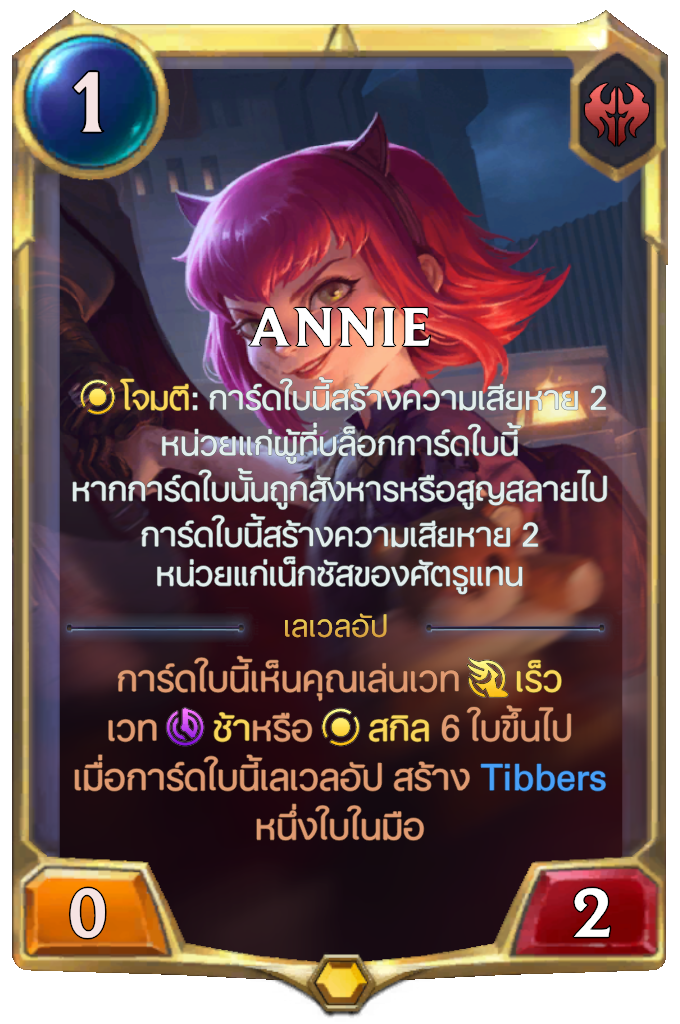 1
ANNIE
โจมตี: การ์ดใบนี้สร้างความเสียหาย 2
หน่วยแก่ผู้ที่บล็อกการ์ดใบนี้
หากการ์ดใบนั้นถูกสังหารหรือสูญสลายไป
การ์ดใบนี้สร้างความเสียหาย 2
หน่วยแก่เน็กซัสของศัตรูแทน
เลเวลอัป
การ์ดใบนี้เห็นคุณเล่นเวท เร็ว
เวท ช้าหรือ สกิล 6 ใบขึ้นไป
เมื่อการ์ดใบนี้เลเวลอัป สร้าง Tibbers
หนึ่งใบในมือ
0
2